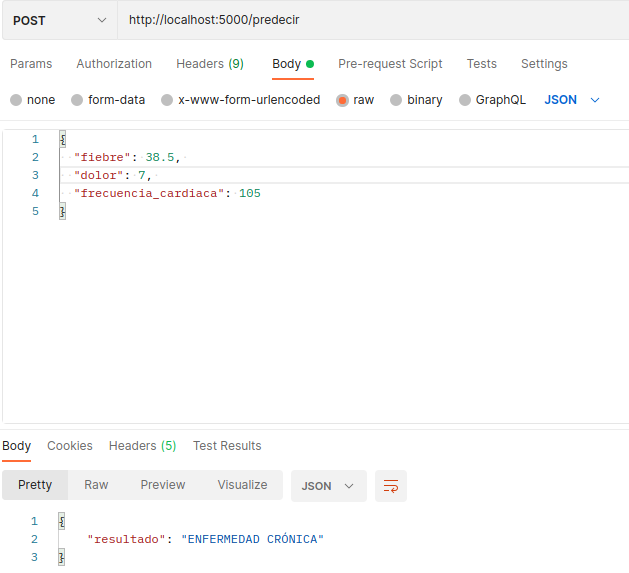 POST http://localhost:5000/predecir
Params Authorization Headers (9) Body Pre-request Script Tests Settings
none form-data x-www-form-urlencoded raw binary GraphQL JSON
1 {
2 "fiebre": 38.5,
3 "dolor": 7,
4 "frecuencia_cardiaca": 105
5 }
Body Cookies Headers (5) Test Results
Pretty Raw Preview Visualize JSON
1 {
2 "resultado": "ENFERMEDAD CRÓNICA"
3 }